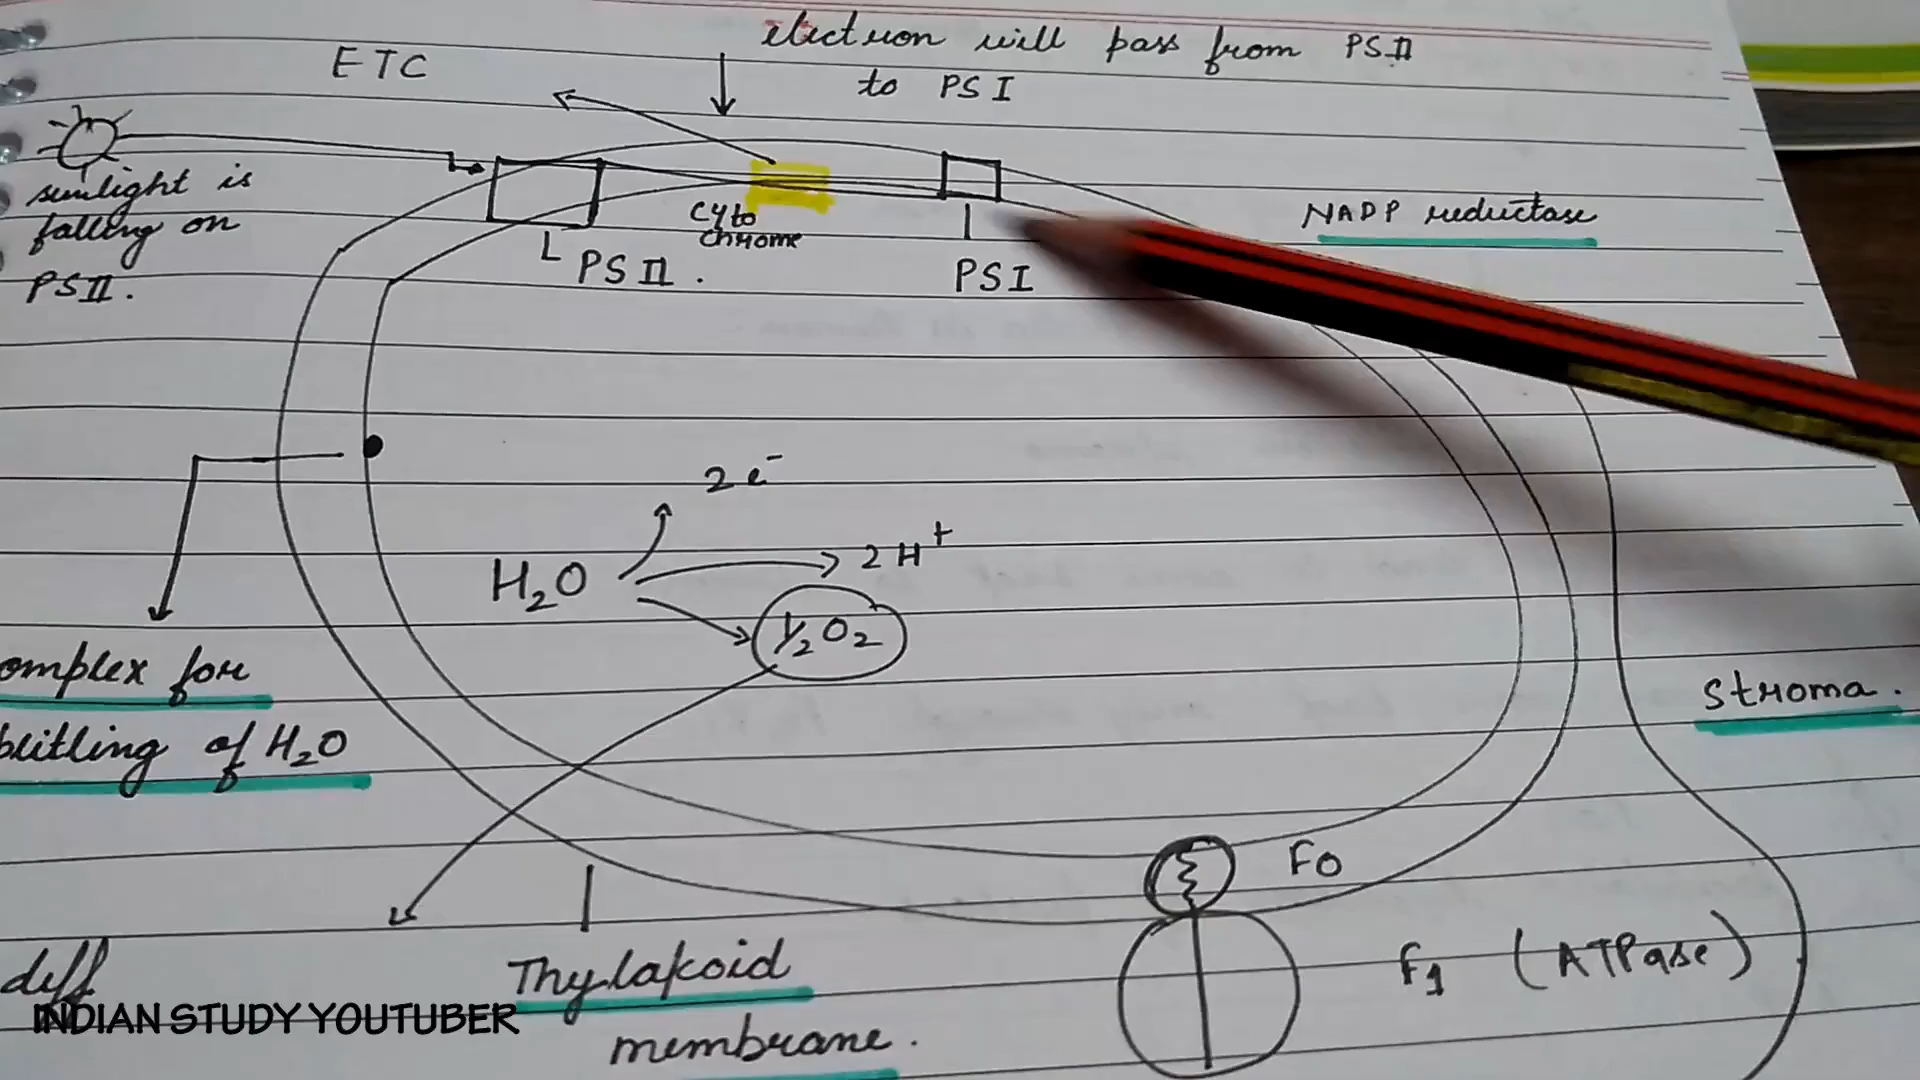 electron will pass from PS II
to PS I
ETC
sunlight is
falling on
PS II.
Cyto
chrome
PS II.
PS I
NADP reductase
2e⁻
H₂O
2H⁺
1/2O₂
omplex for
plitling of H₂O
Stroma.
F0
F1 (ATPase)
diff
Thylakoid
membrane.
INDIAN STUDY YOUTUBER